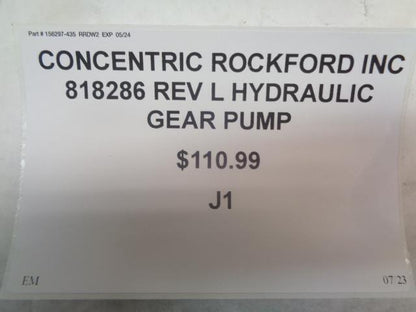 Part # 156297-435 RRDW2 EXP 05/24
CONCENTRIC ROCKFORD INC
818286 REV L HYDRAULIC
GEAR PUMP
$110.99
J1
EM
07/23